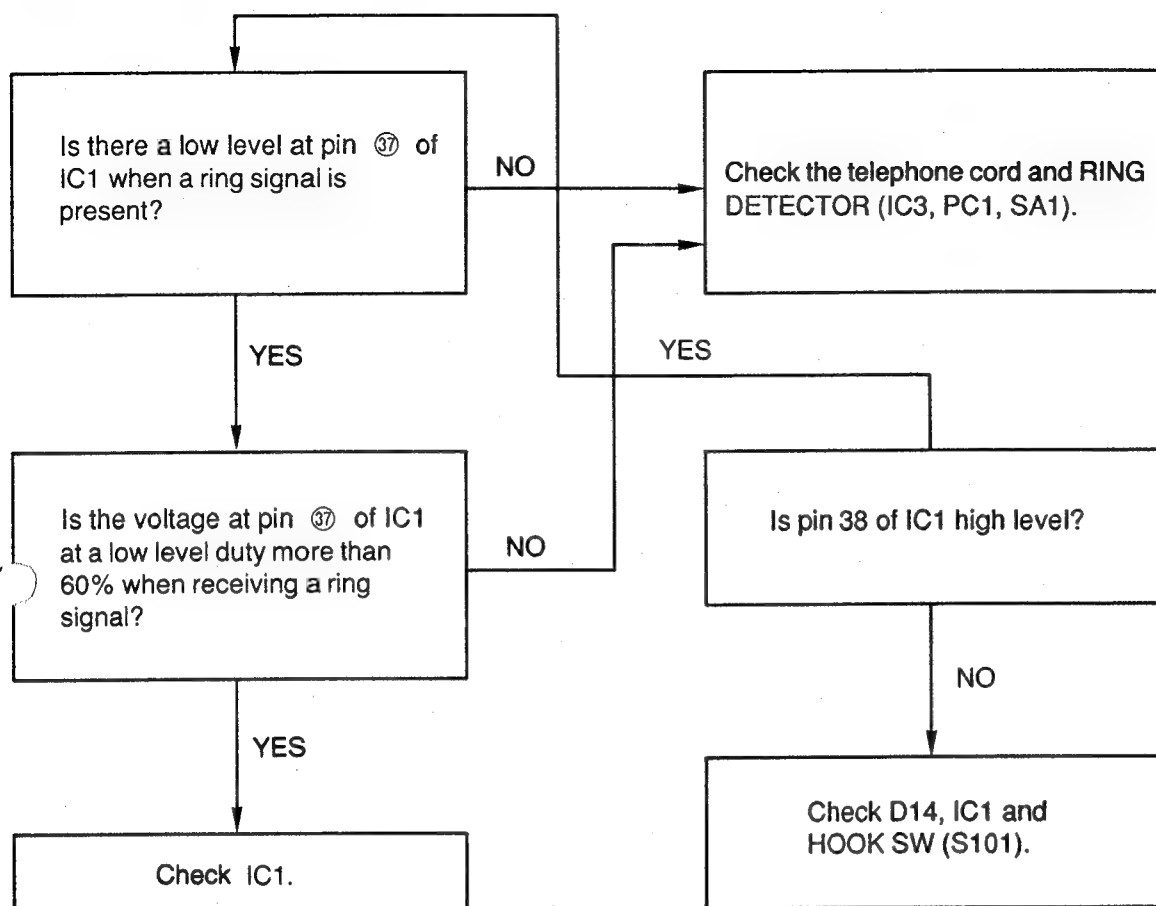 Is there a low level at pin ㊲ of
IC1 when a ring signal is
present?
NO
Check the telephone cord and RING
DETECTOR (IC3, PC1, SA1).
YES
YES
Is the voltage at pin ㊲ of IC1
at a low level duty more than
60% when receiving a ring
signal?
NO
Is pin 38 of IC1 high level?
YES
NO
Check IC1.
Check D14, IC1 and
HOOK SW (S101).